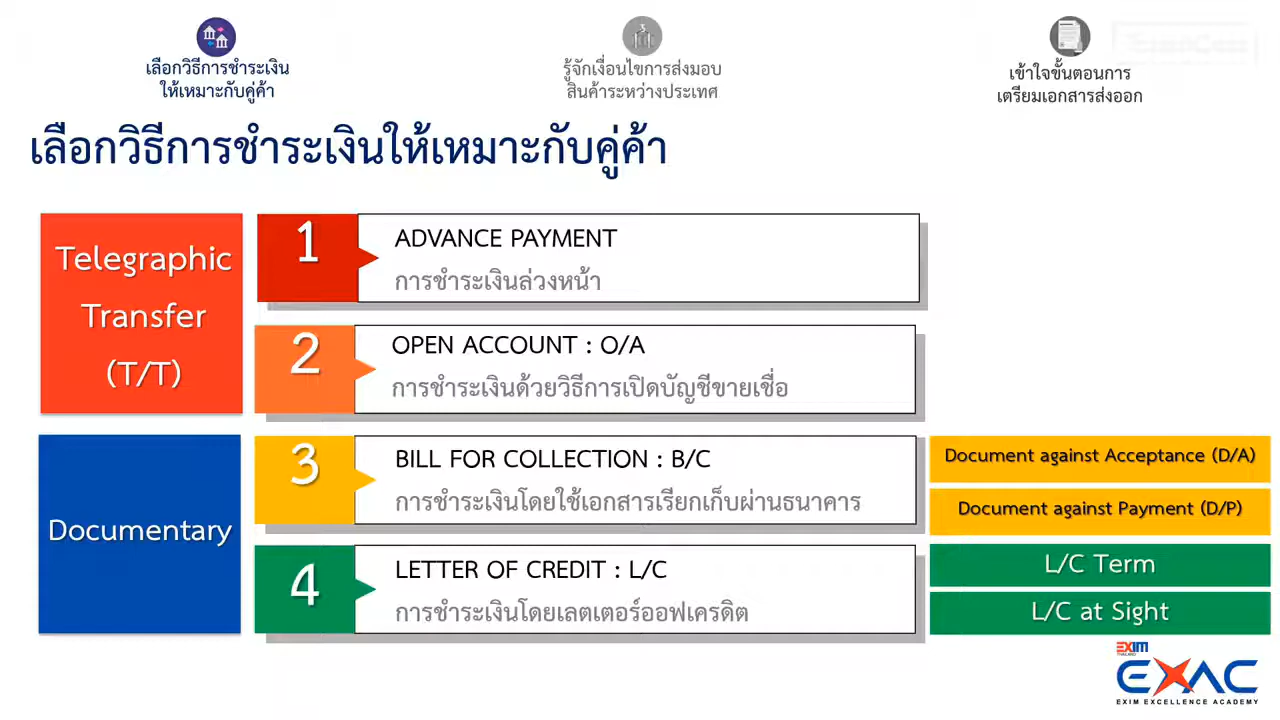 เลือกวิธีการชำระเงิน
ให้เหมาะกับคู่ค้า
รู้จักเงื่อนไขการส่งมอบ
สินค้าระหว่างประเทศ
เข้าใจขั้นตอนการ
เตรียมเอกสารส่งออก
เลือกวิธีการชำระเงินให้เหมาะกับคู่ค้า
Telegraphic
Transfer
(T/T)
1
ADVANCE PAYMENT
การชำระเงินล่วงหน้า
2
OPEN ACCOUNT : O/A
การชำระเงินด้วยวิธีการเปิดบัญชีขายเชื่อ
Documentary
3
BILL FOR COLLECTION : B/C
การชำระเงินโดยใช้เอกสารเรียกเก็บผ่านธนาคาร
Document against Acceptance (D/A)
Document against Payment (D/P)
4
LETTER OF CREDIT : L/C
การชำระเงินโดยเลตเตอร์ออฟเครดิต
L/C Term
L/C at Sight
EXIM
THAILAND
EXAC
EXIM EXCELLENCE ACADEMY